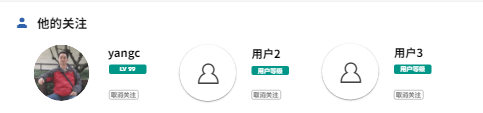 他的关注
yangc
LV 99
取消关注
用户2
用户等级
取消关注
用户3
用户等级
取消关注